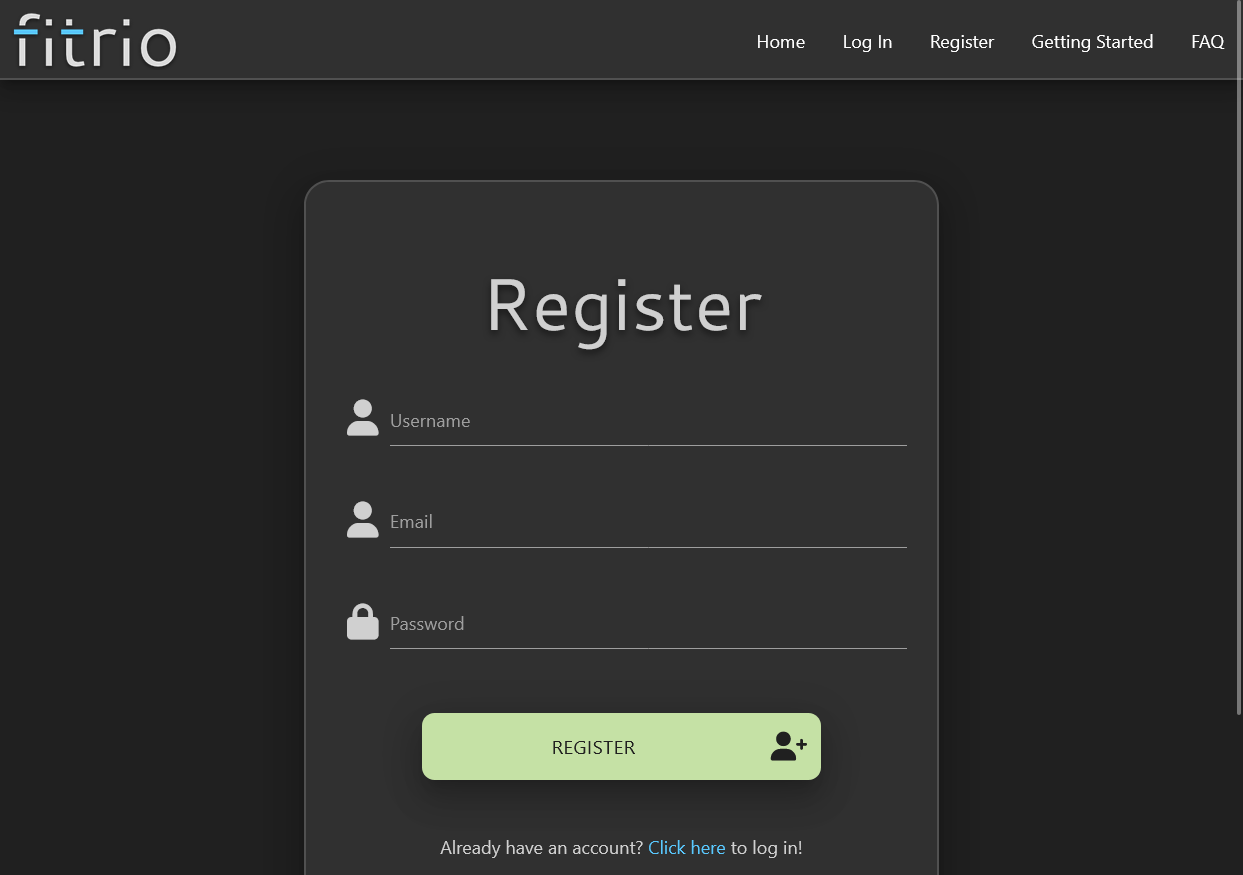 fitrio
Home Log In Register Getting Started FAQ
Register
Username
Email
Password
REGISTER
Already have an account? Click here to log in!